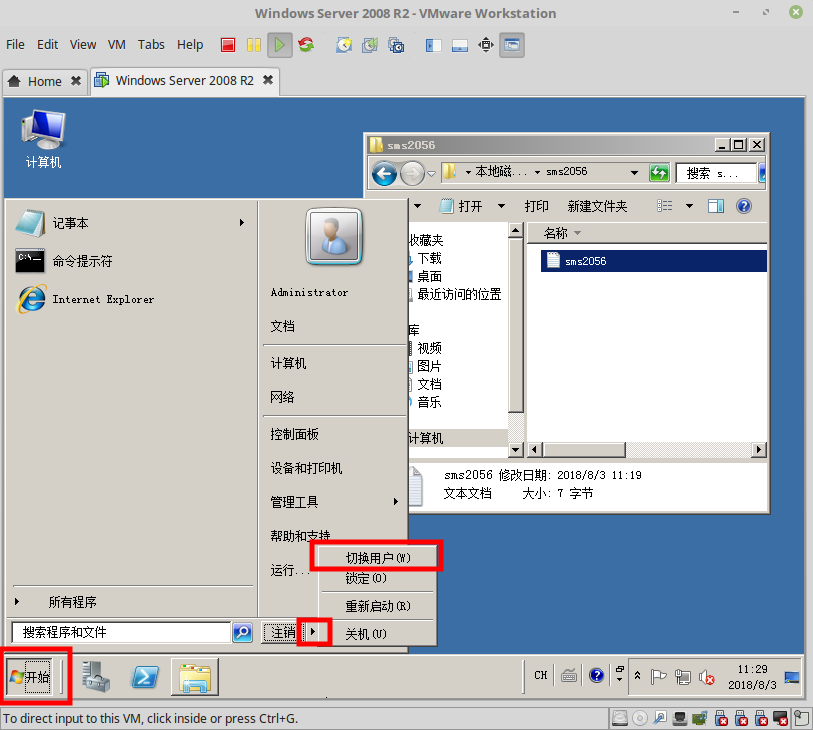 Windows Server 2008 R2 - VMware Workstation
File Edit View VM Tabs Help
Home
Windows Server 2008 R2
计算机
sms2056
本地磁... sms2056
搜索 s...
打开 打印 新建文件夹
收藏夹
下载
桌面
最近访问的位置
库
视频
图片
文档
音乐
计算机
名称
sms2056
sms2056 修改日期: 2018/8/3 11:19
文本文档 大小: 7 字节
记事本
C:\
命令提示符
Internet Explorer
所有程序
搜索程序和文件
Administrator
文档
计算机
网络
控制面板
设备和打印机
管理工具
帮助和支持
运行...
注销
切换用户(W)
锁定(O)
重新启动(R)
关机(U)
开始
CH
11:29
2018/8/3
To direct input to this VM, click inside or press Ctrl+G.